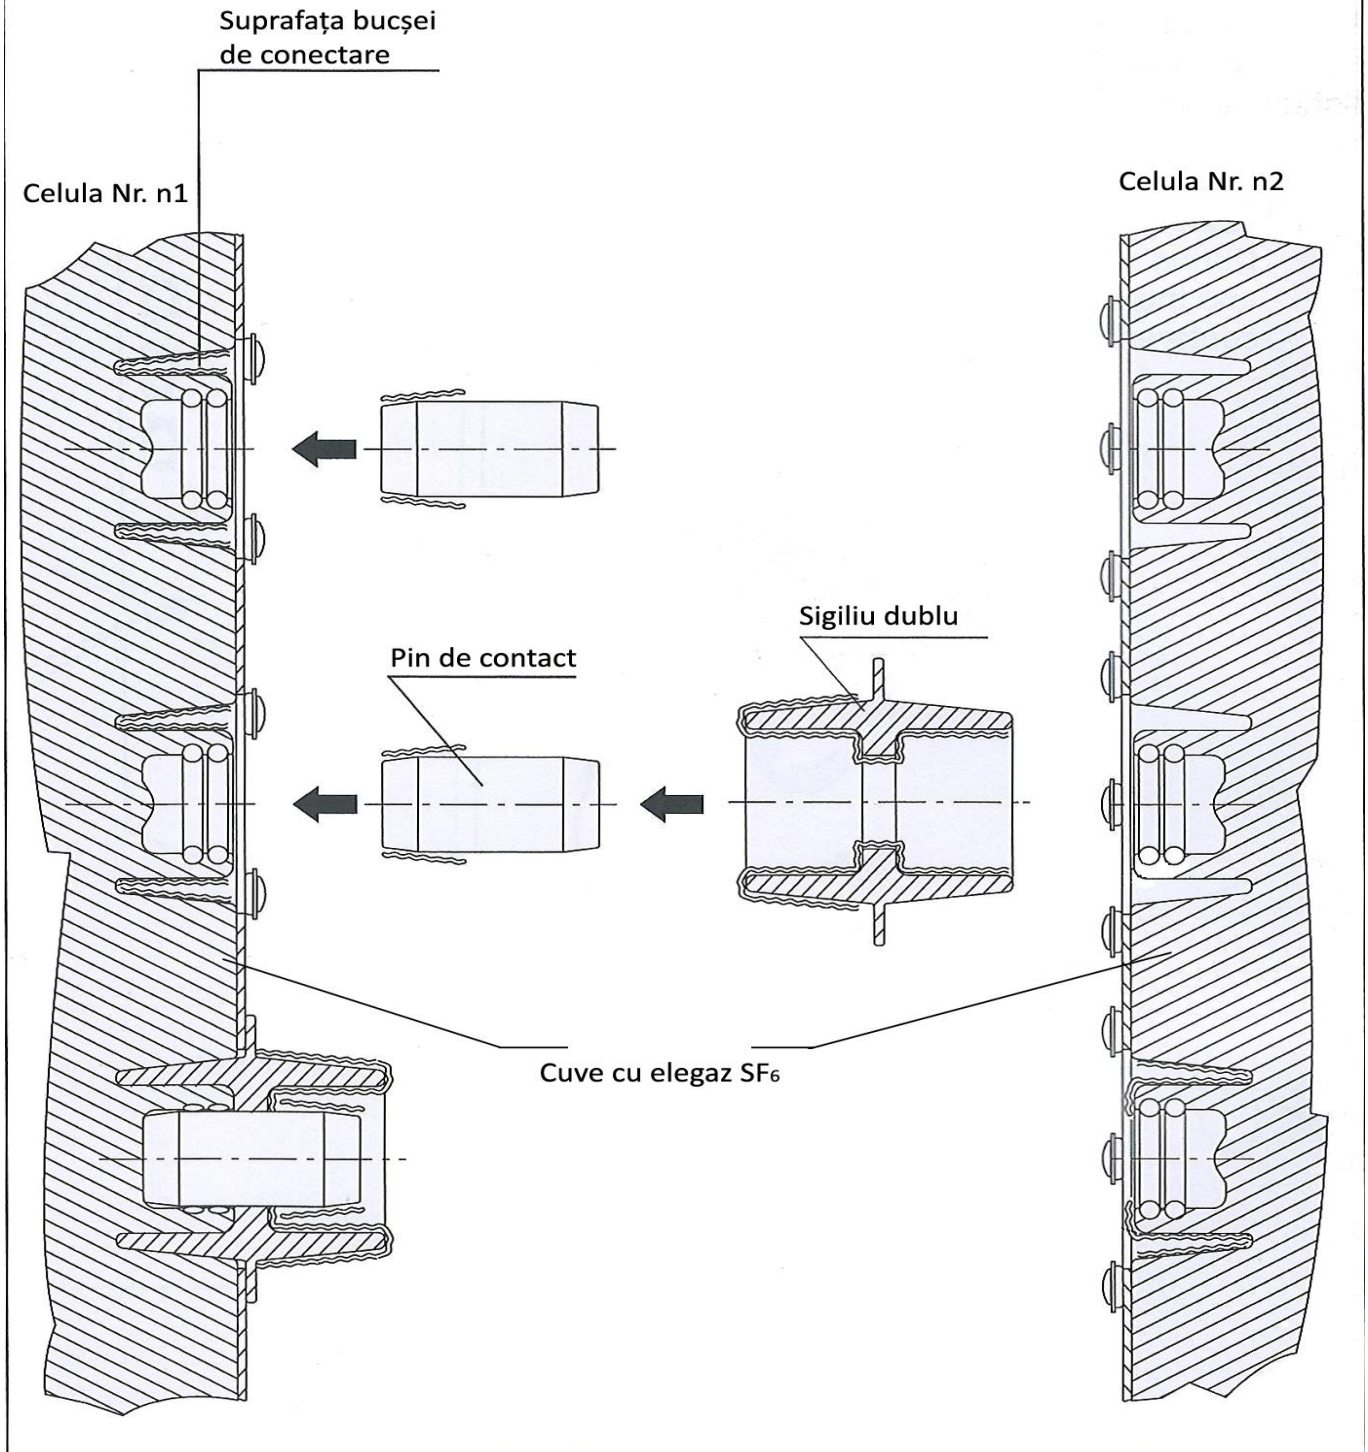 Suprafața bucșei
de conectare
Celula Nr. n1
Celula Nr. n2
Sigiliu dublu
Pin de contact
Cuve cu elegaz SF₆